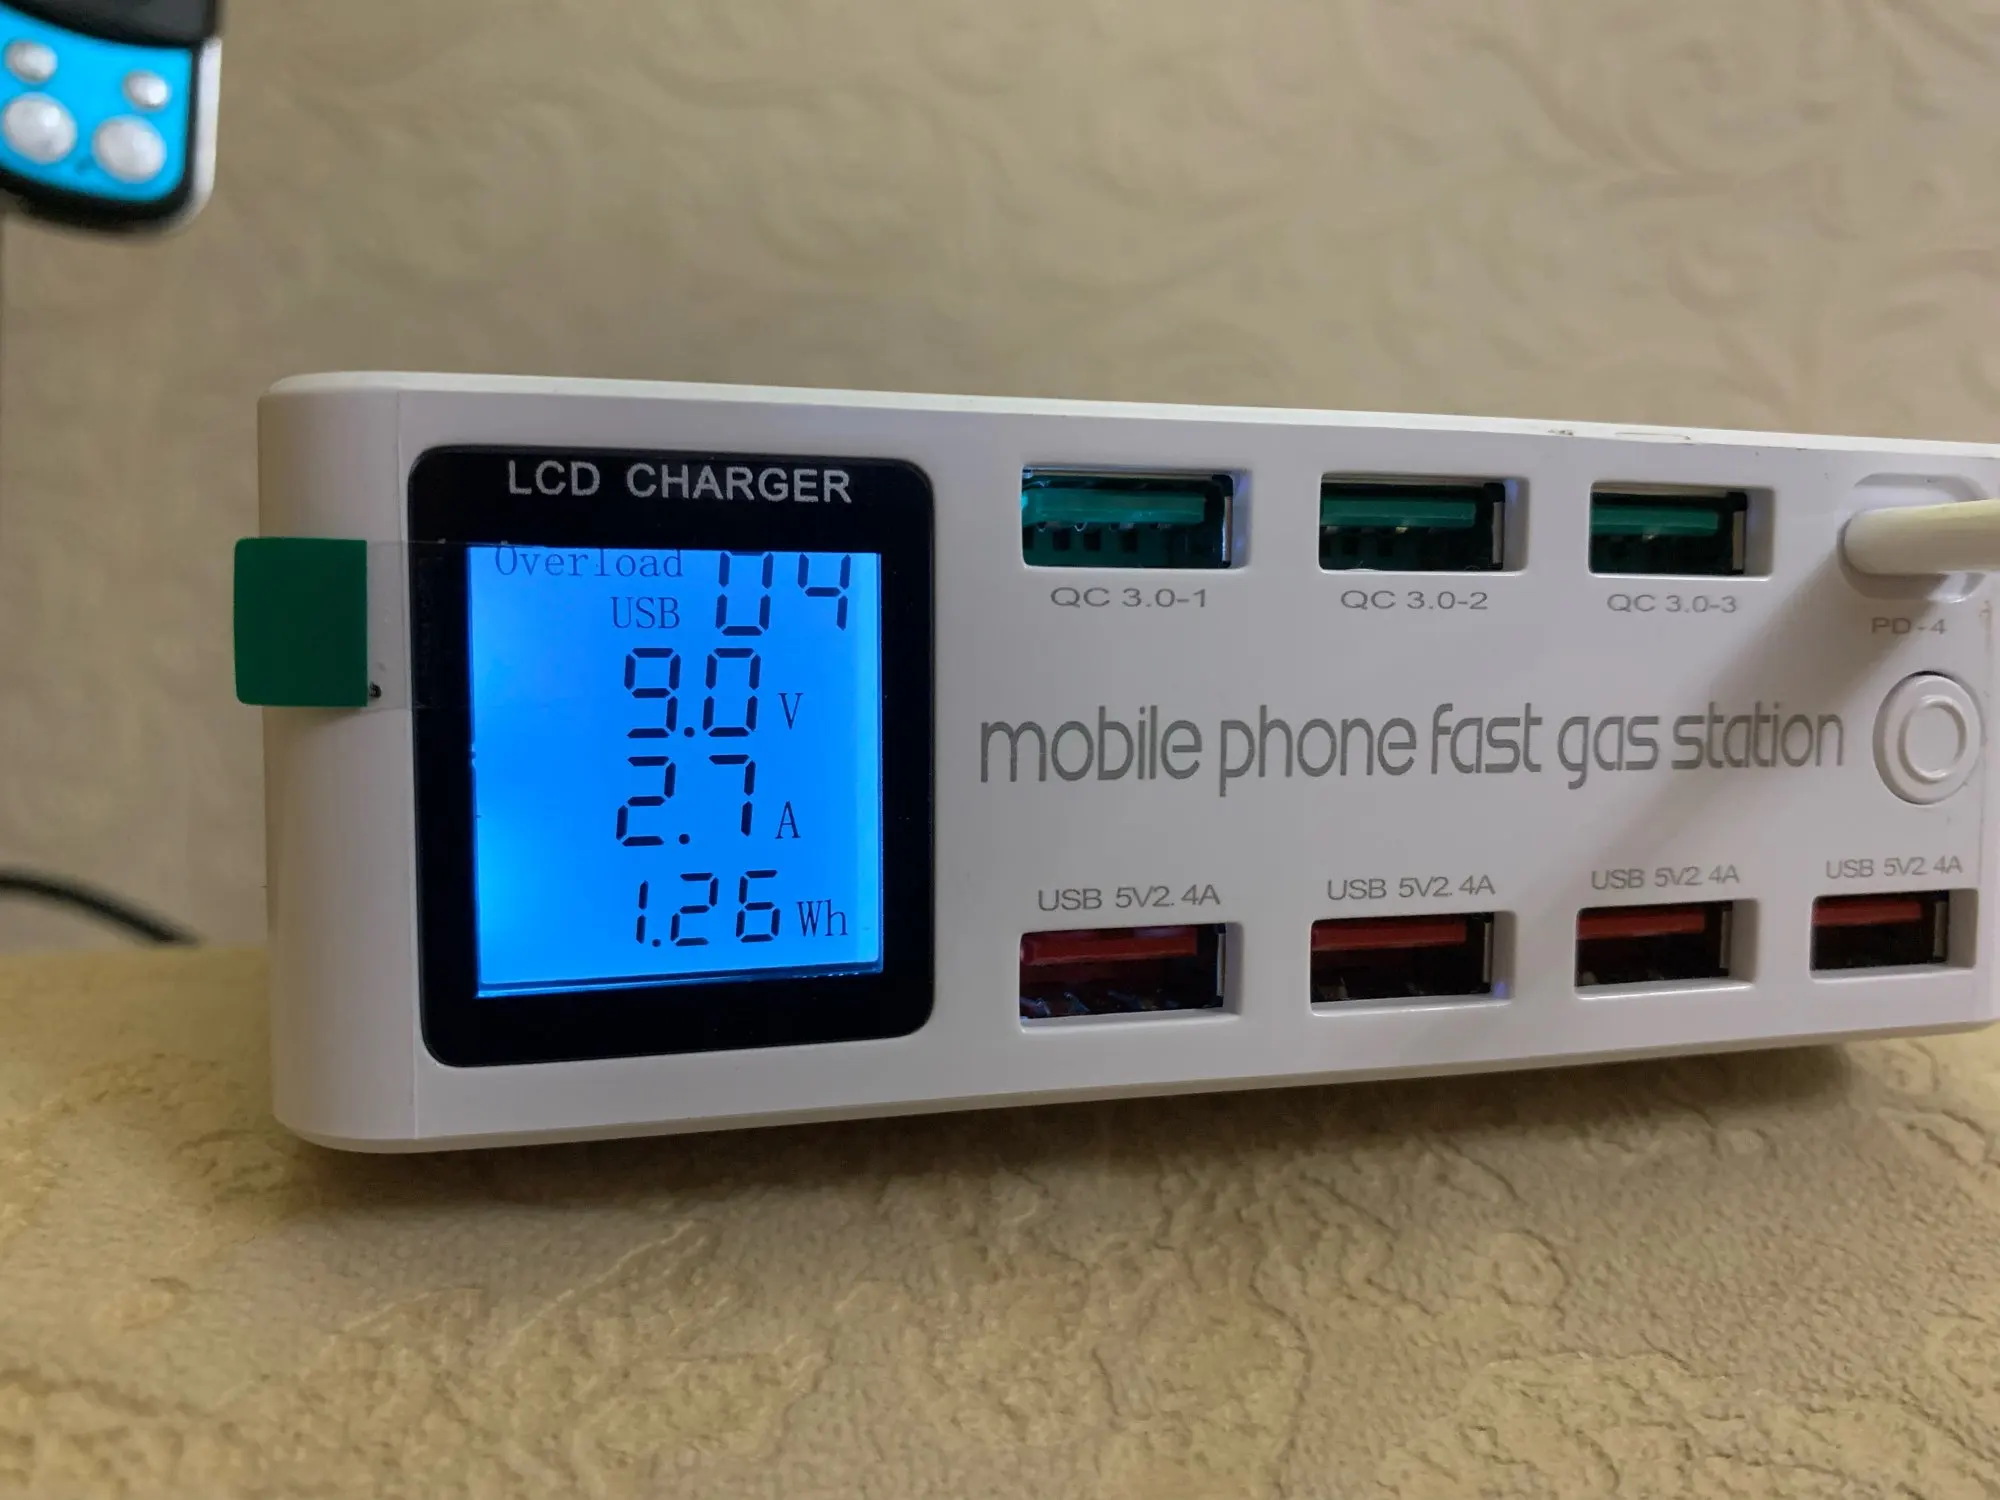 LCD CHARGER
Overload
USB 04
9.0 V
2.7 A
1.26 Wh
QC 3.0-1
QC 3.0-2
QC 3.0-3
PD-4
mobile phone fast gas station
USB 5V2.4A
USB 5V2.4A
USB 5V2.4A
USB 5V2.4A